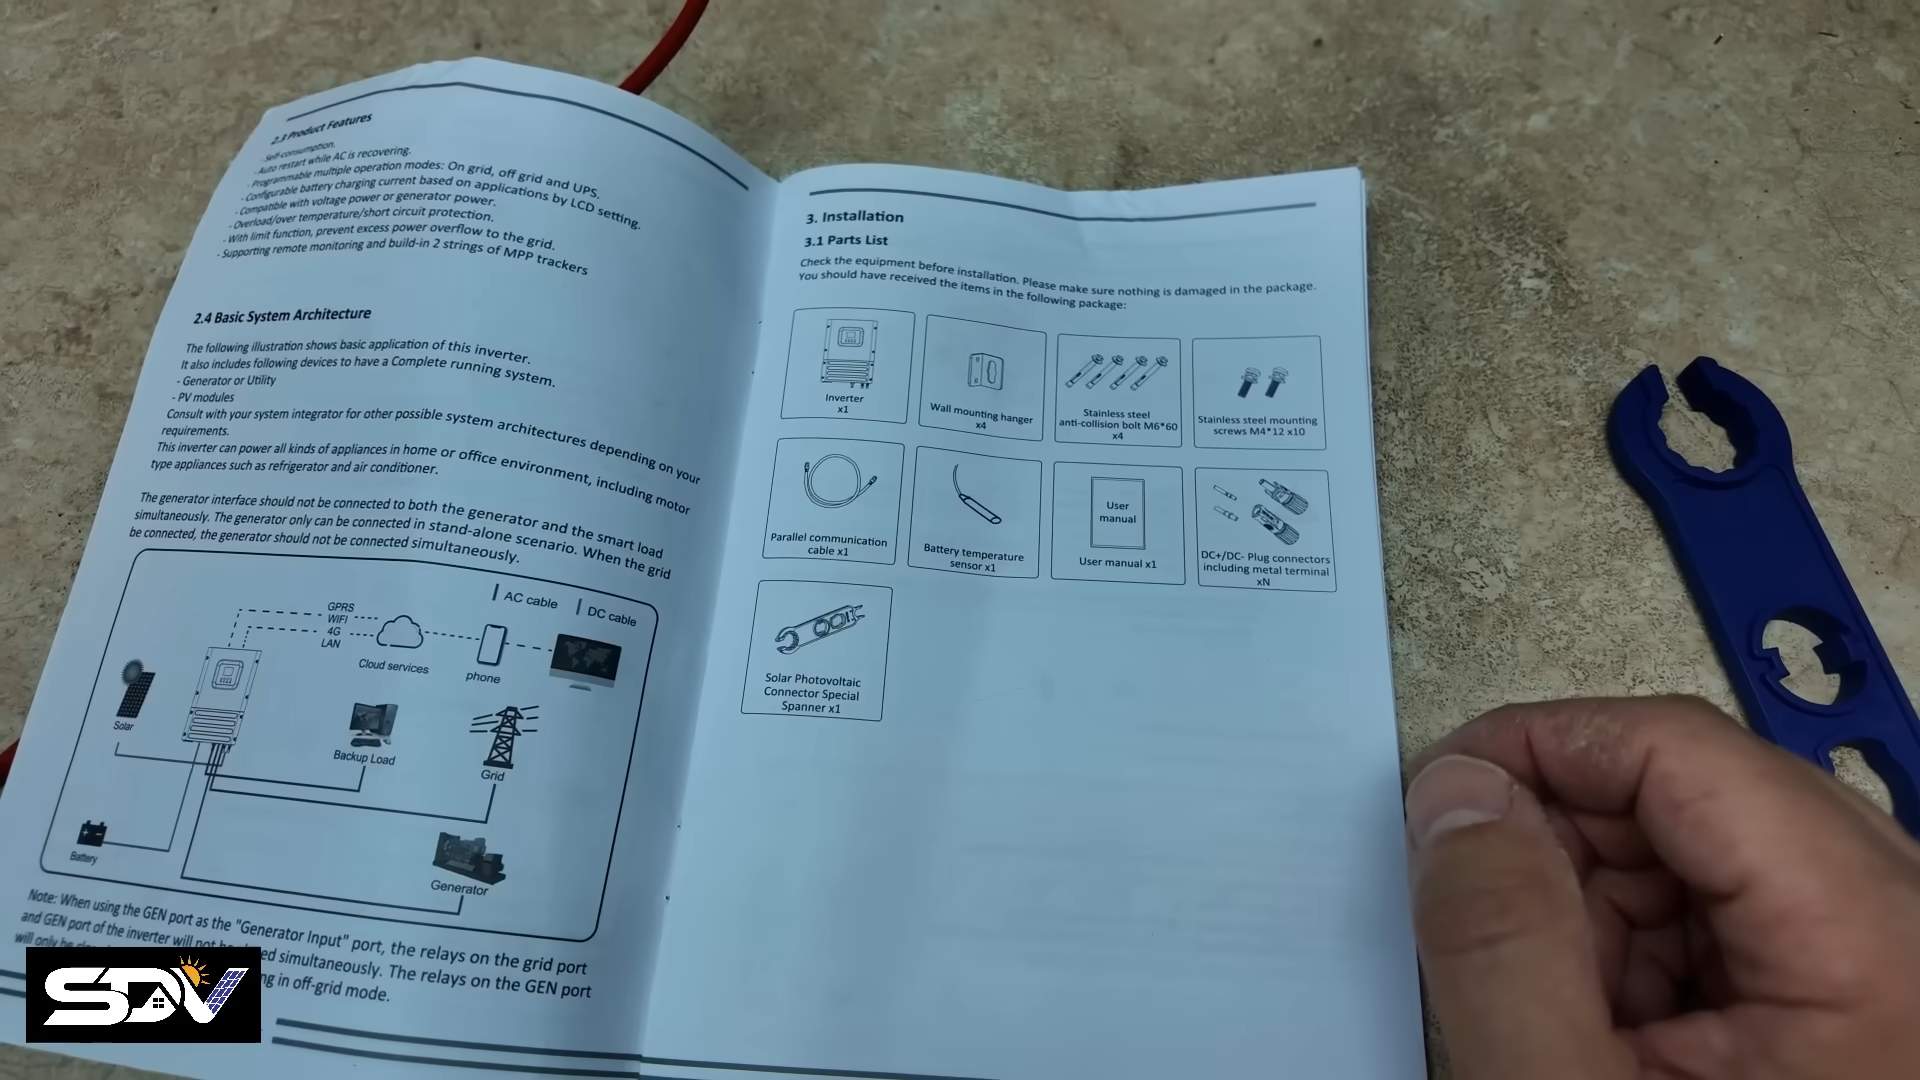 2.3 Product Features
- Self-consumption.
- Auto restart while AC is recovering.
- Programmable multiple operation modes: On grid, off grid and UPS.
- Configurable battery charging current based on applications by LCD setting.
- Compatible with voltage power or generator power.
- Overload/over temperature/short circuit protection.
- With limit function, prevent excess power overflow to the grid.
- Supporting remote monitoring and build-in 2 strings of MPP trackers
2.4 Basic System Architecture
The following illustration shows basic application of this inverter.
It also includes following devices to have a Complete running system.
- Generator or Utility
- PV modules
Consult with your system integrator for other possible system architectures depending on your
requirements.
This inverter can power all kinds of appliances in home or office environment, including motor
type appliances such as refrigerator and air conditioner.
The generator interface should not be connected to both the generator and the smart load
simultaneously. The generator only can be connected in stand-alone scenario. When the grid
be connected, the generator should not be connected simultaneously.
AC cable DC cable
GPRS
WIFI
4G
LAN
Cloud services
phone
Solar
Backup Load
Grid
Battery
Generator
Note: When using the GEN port as the "Generator Input" port, the relays on the grid port
and GEN port of the inverter will not ed simultaneously. The relays on the GEN port
will only be ng in off-grid mode.
3. Installation
3.1 Parts List
Check the equipment before installation. Please make sure nothing is damaged in the package.
You should have received the items in the following package:
Inverter
x1
Wall mounting hanger
x4
Stainless steel
anti-collision bolt M6*60
x4
Stainless steel mounting
screws M4*12 x10
Parallel communication
cable x1
Battery temperature
sensor x1
User
manual
User manual x1
DC+/DC- Plug connectors
including metal terminal
xN
Solar Photovoltaic
Connector Special
Spanner x1
SDV